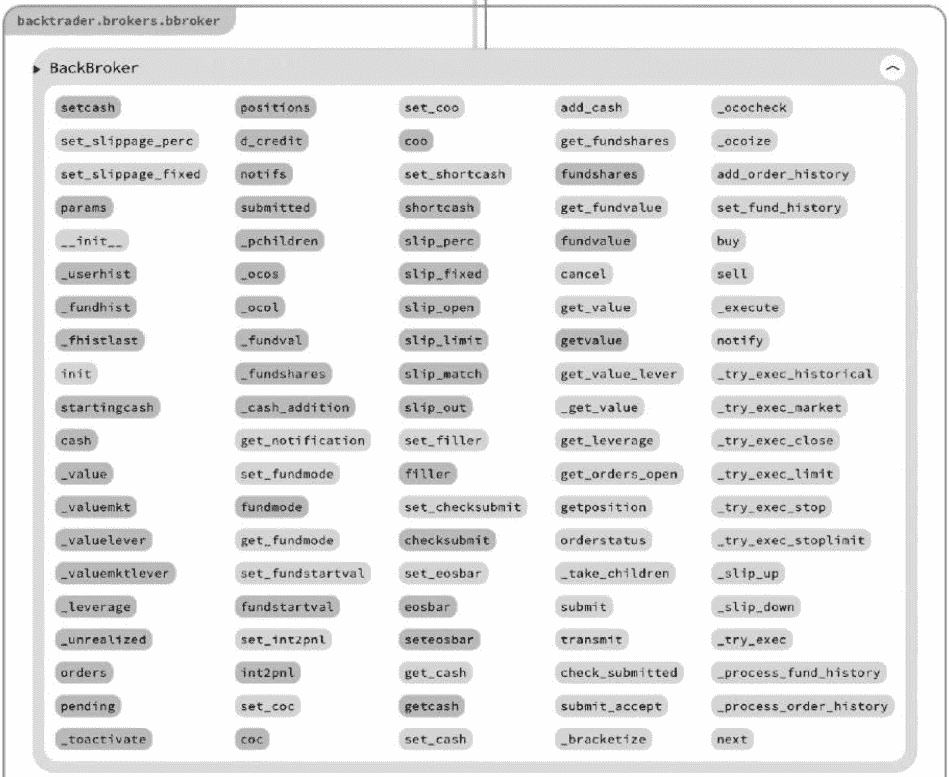 backtrader.brokers.bbroker
BackBroker
setcash positions set_coo add_cash _ococheck
set_slippage_perc d_credit coo get_fundshares _ocoize
set_slippage_fixed notifs set_shortcash fundshares add_order_history
params submitted shortcash get_fundvalue set_fund_history
__init__ _pchildren slip_perc fundvalue buy
_userhist _ocos slip_fixed cancel sell
_fundhist _ocol slip_open get_value _execute
_fhistlast _fundval slip_limit getvalue notify
init _fundshares slip_match get_value_lever _try_exec_historical
startingcash _cash_addition slip_out _get_value _try_exec_market
cash get_notification set_filler get_leverage _try_exec_close
_value set_fundmode filler get_orders_open _try_exec_limit
_valuemkt fundmode set_checksubmit getposition _try_exec_stop
_valuelever get_fundmode checksubmit orderstatus _try_exec_stoplimit
_valuemktlever set_fundstartval set_eosbar _take_children _slip_up
_leverage fundstartval eosbar submit _slip_down
_unrealized set_int2pnl seteosbar transmit _try_exec
orders int2pnl get_cash check_submitted _process_fund_history
pending set_coc getcash submit_accept _process_order_history
_toactivate coc set_cash _bracketize next